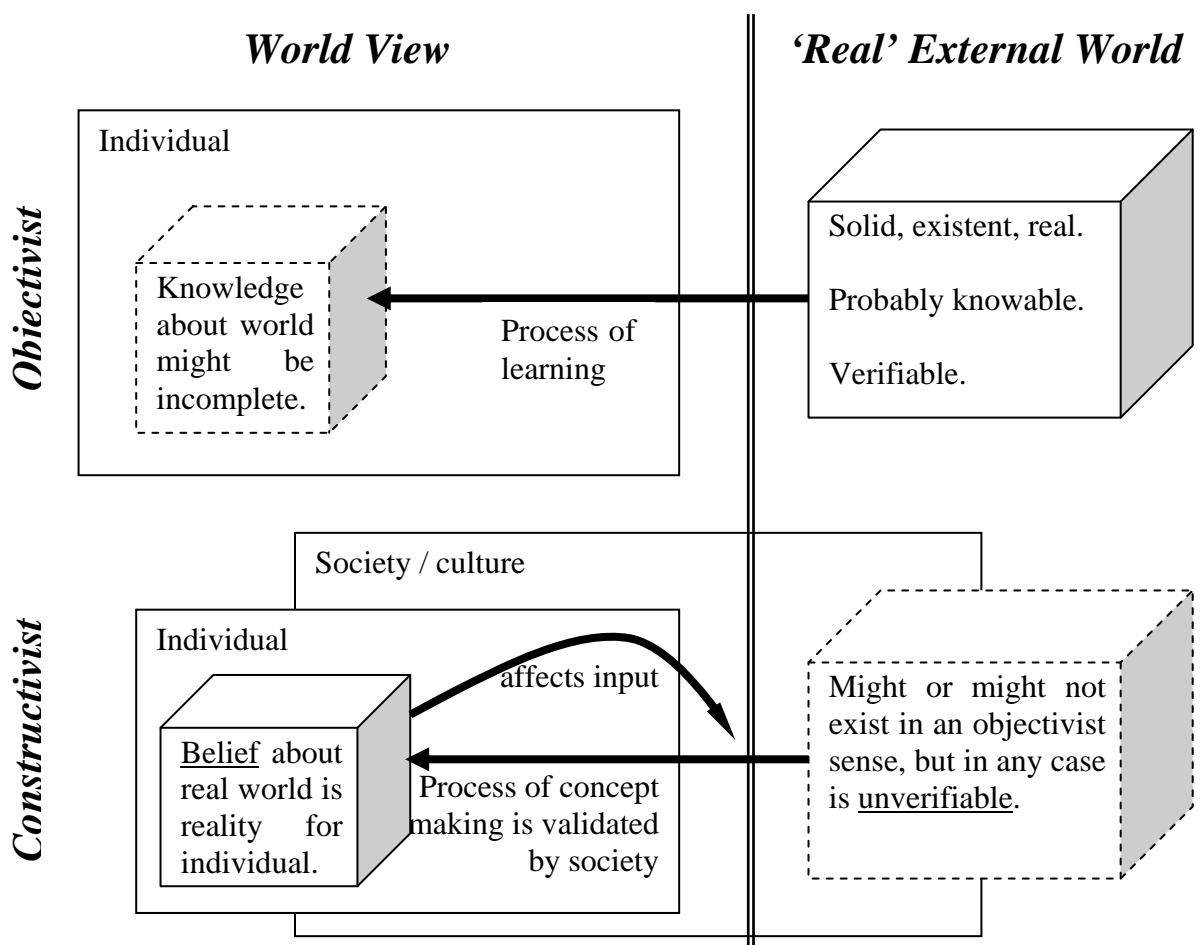 World View
‘Real’ External World
Objectivist
Individual
Knowledge
about world
might be
incomplete.
Process of
learning
Solid, existent, real.
Probably knowable.
Verifiable.
Constructivist
Society / culture
Individual
affects input
Belief about
real world is
reality for
individual.
Process of concept
making is validated
by society
Might or might not
exist in an objectivist
sense, but in any case
is unverifiable.